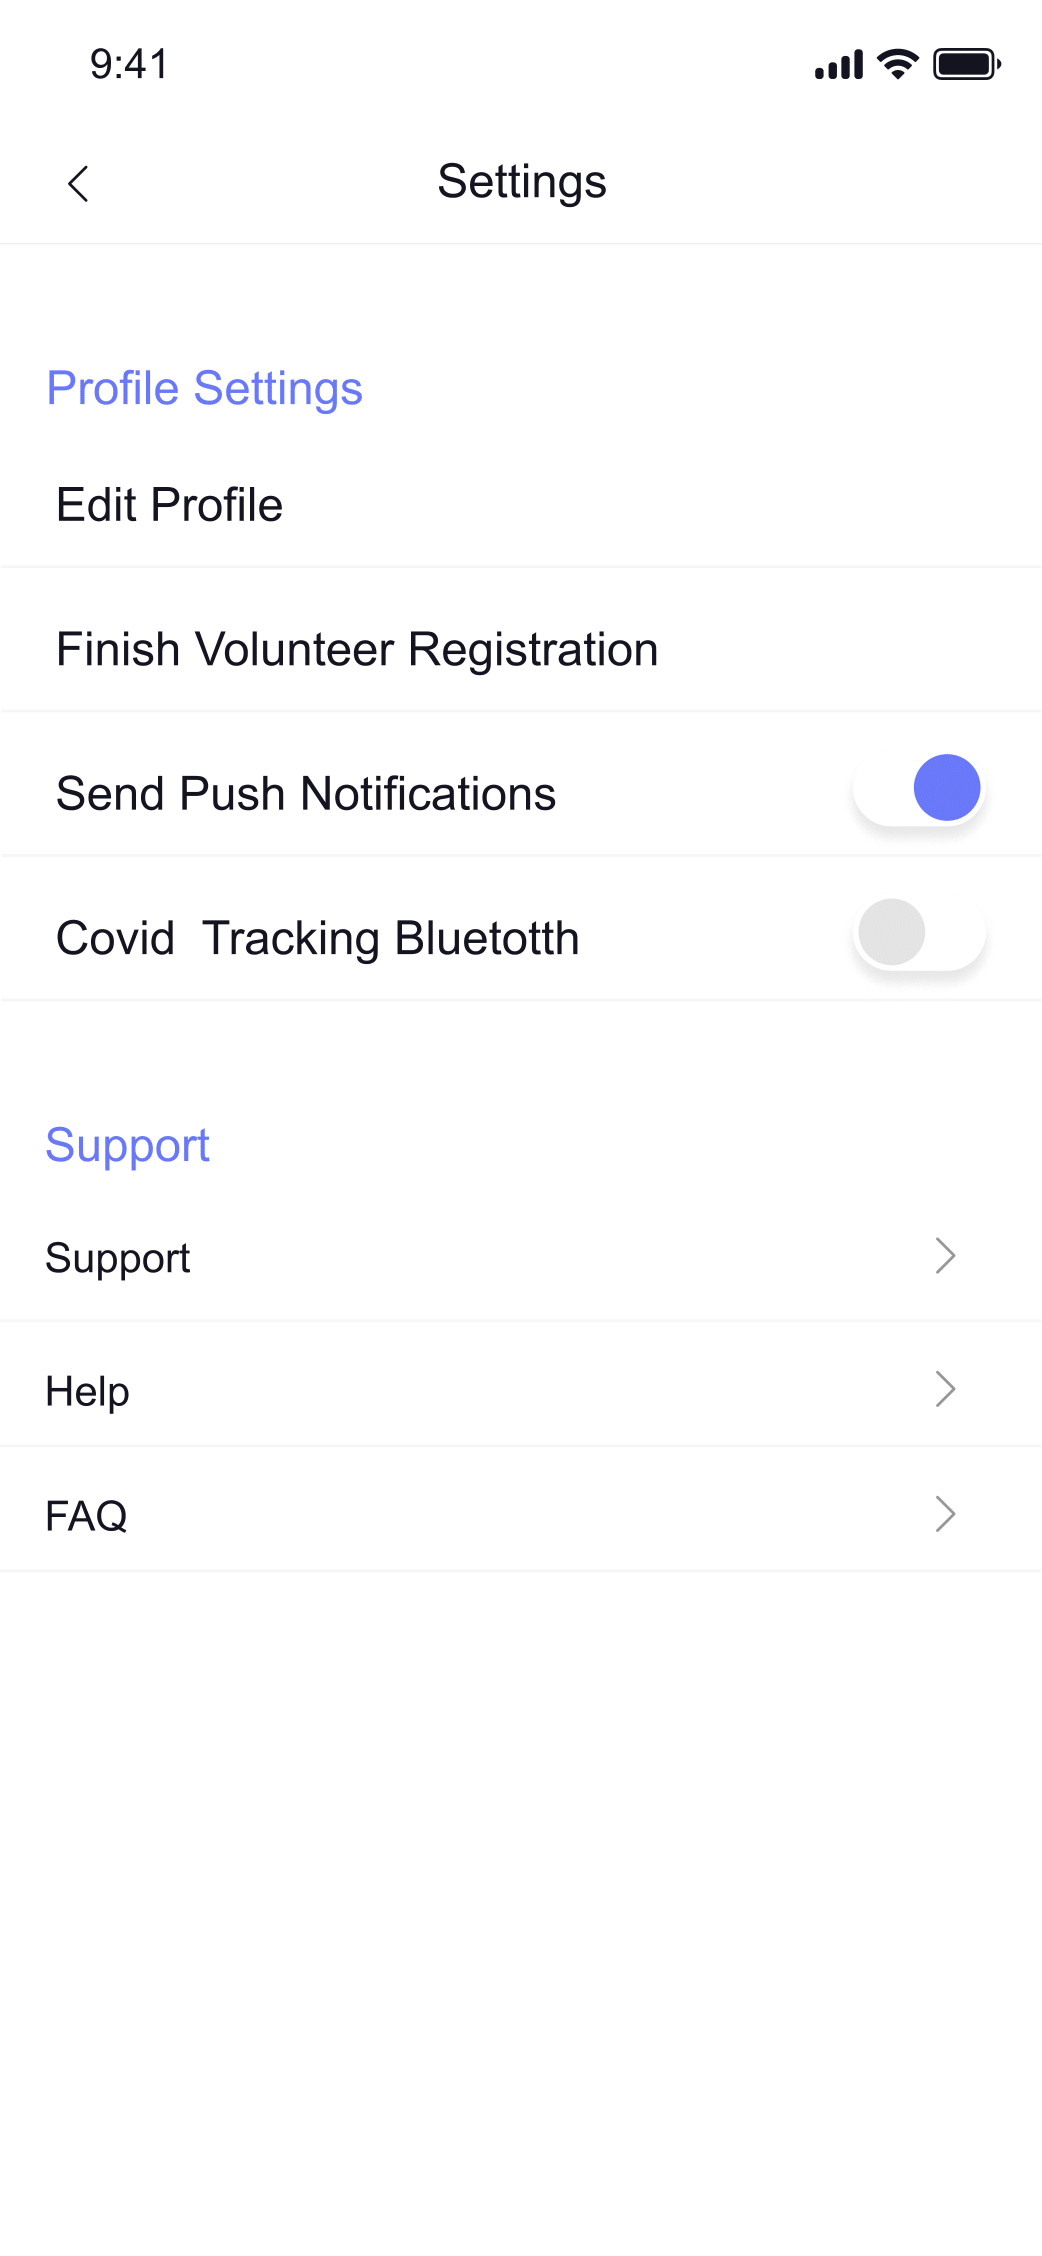 9:41
Settings
Profile Settings
Edit Profile
Finish Volunteer Registration
Send Push Notifications
Covid  Tracking Bluetotth
Support
Support
Help
FAQ